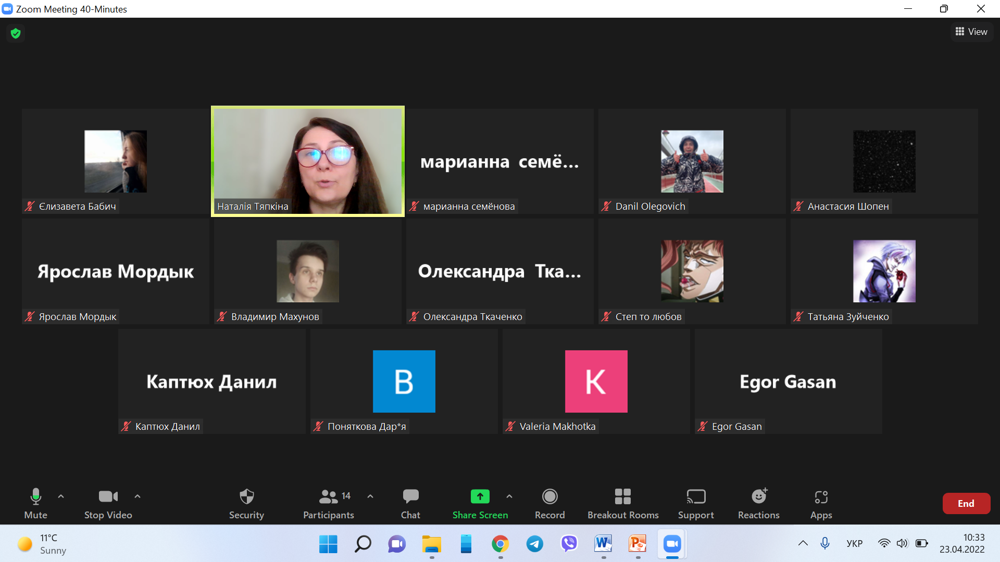 Zoom Meeting 40-Minutes
View
Єлизавета Бабич
Наталія Тяпкіна
марианна семё...
марианна семёнова
Danil Olegovich
Анастасия Шопен
Ярослав Мордык
Ярослав Мордык
Владимир Махунов
Олександра Тка...
Олександра Ткаченко
Степ то любов
Татьяна Зуйченко
Каптюх Данил
Каптюх Данил
В
Поняткова Дар*я
K
Valeria Makhotka
Egor Gasan
Egor Gasan
Mute
Stop Video
Security
14
Participants
Chat
Share Screen
Record
Breakout Rooms
Support
Reactions
Apps
End
11°C
Sunny
W
P
УКР
10:33
23.04.2022